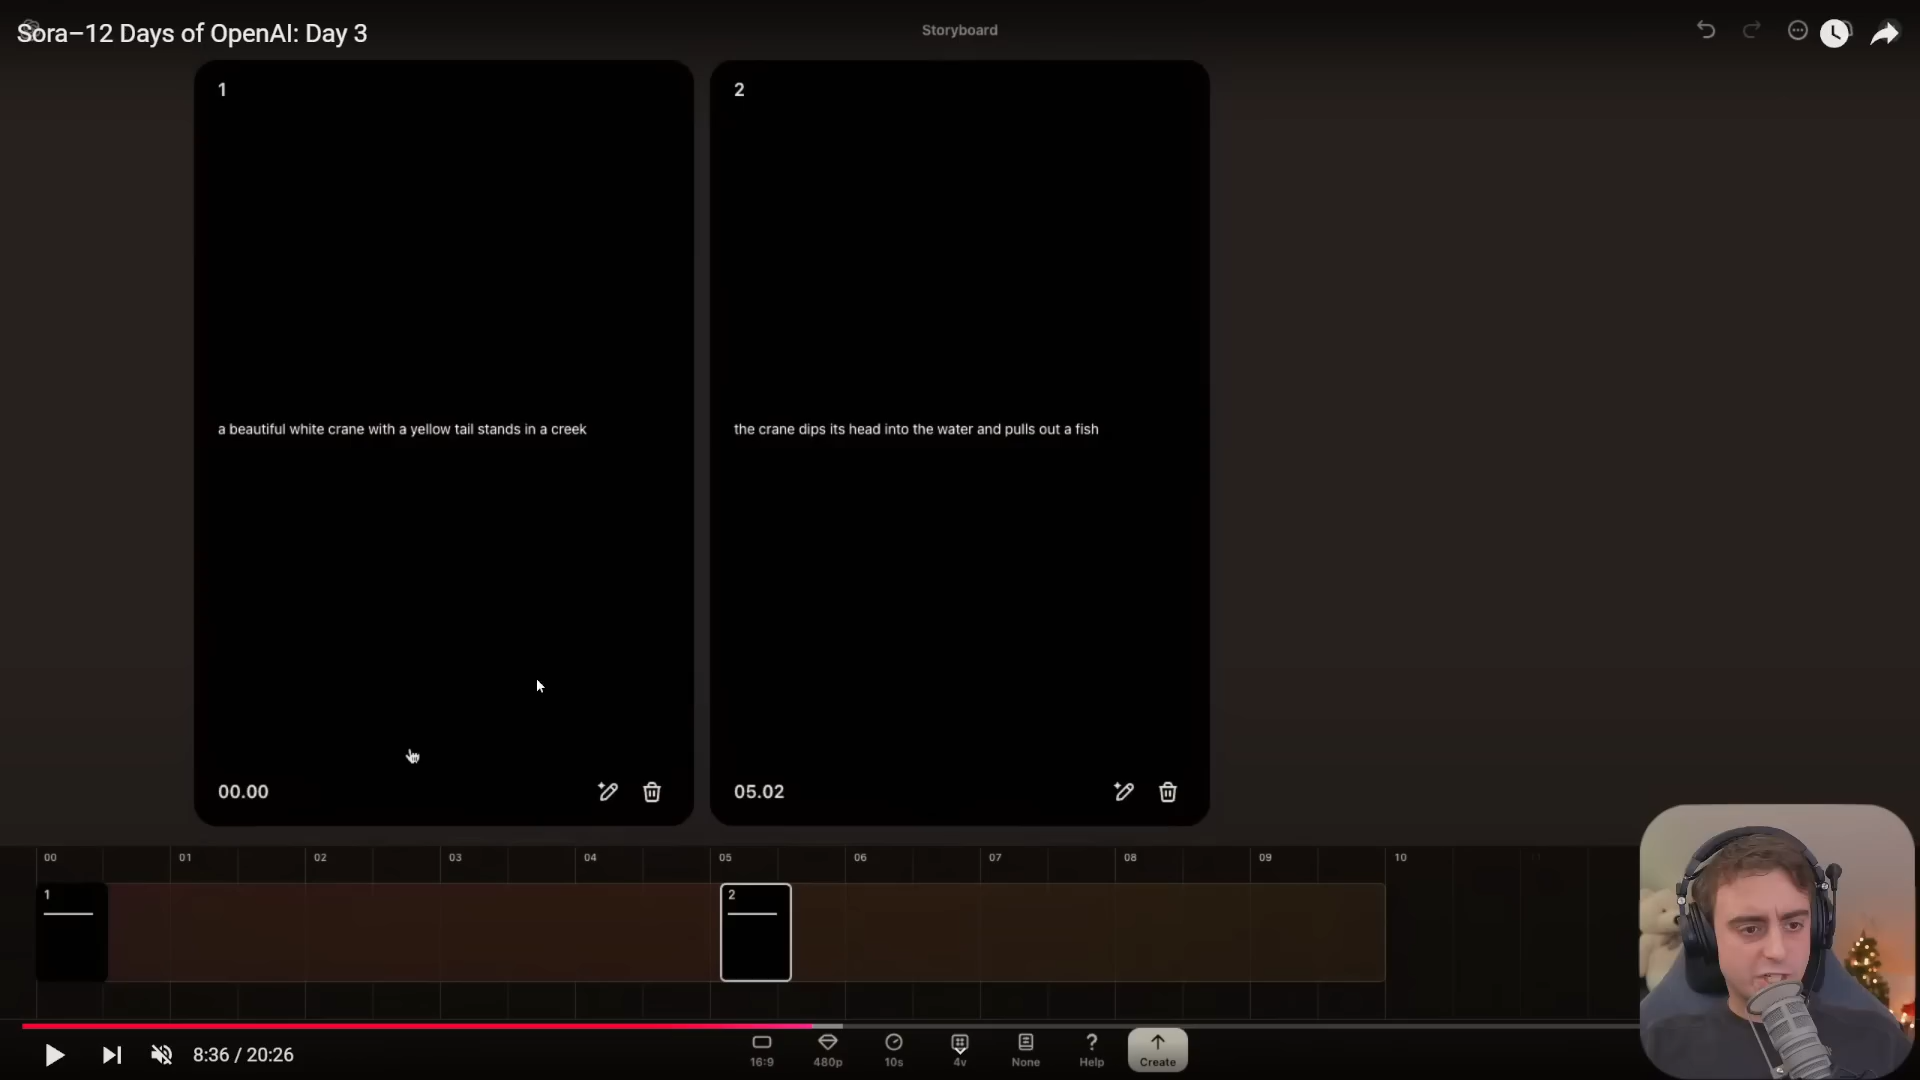 Sora–12 Days of OpenAI: Day 3
Storyboard
1
2
a beautiful white crane with a yellow tail stands in a creek
the crane dips its head into the water and pulls out a fish
00.00
05.02
00 01 02 03 04 05 06 07 08 09 10
1
2
8:36 / 20:26
16:9
480p
10s
4v
None
? Help
Create